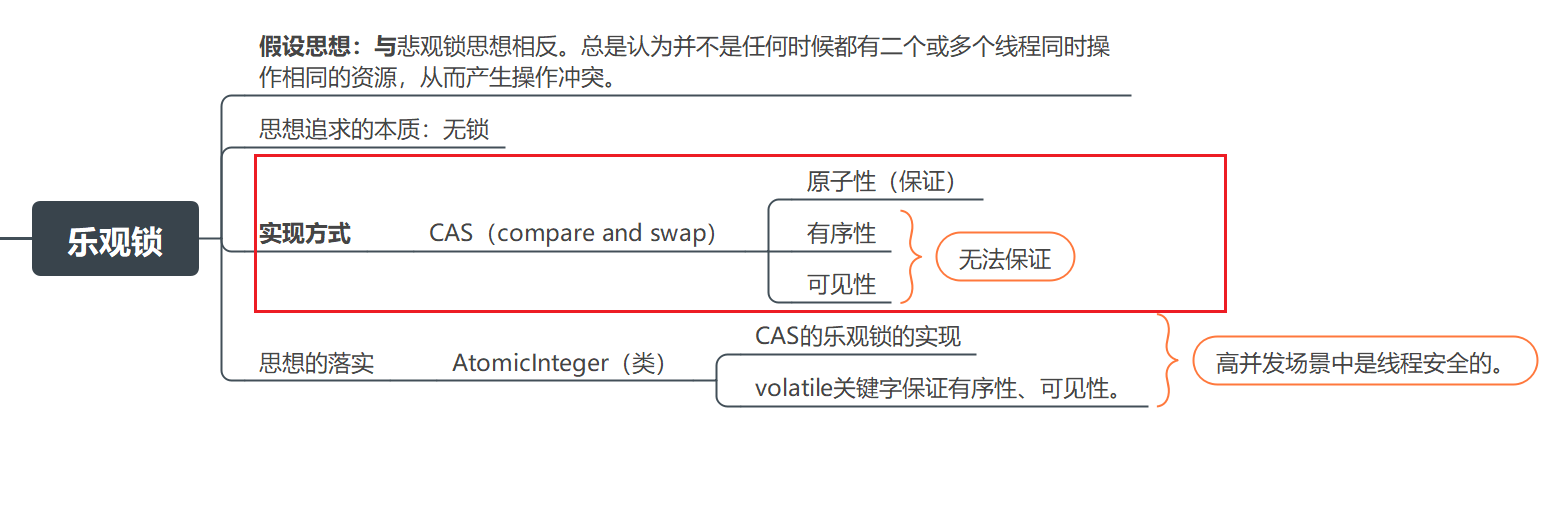 假设思想：与悲观锁思想相反。总是认为并不是任何时候都有二个或多个线程同时操
作相同的资源，从而产生操作冲突。
思想追求的本质：无锁
乐观锁
实现方式
CAS（compare and swap）
原子性（保证）
有序性
可见性
无法保证
思想的落实
AtomicInteger（类）
CAS的乐观锁的实现
volatile关键字保证有序性、可见性。
高并发场景中是线程安全的。